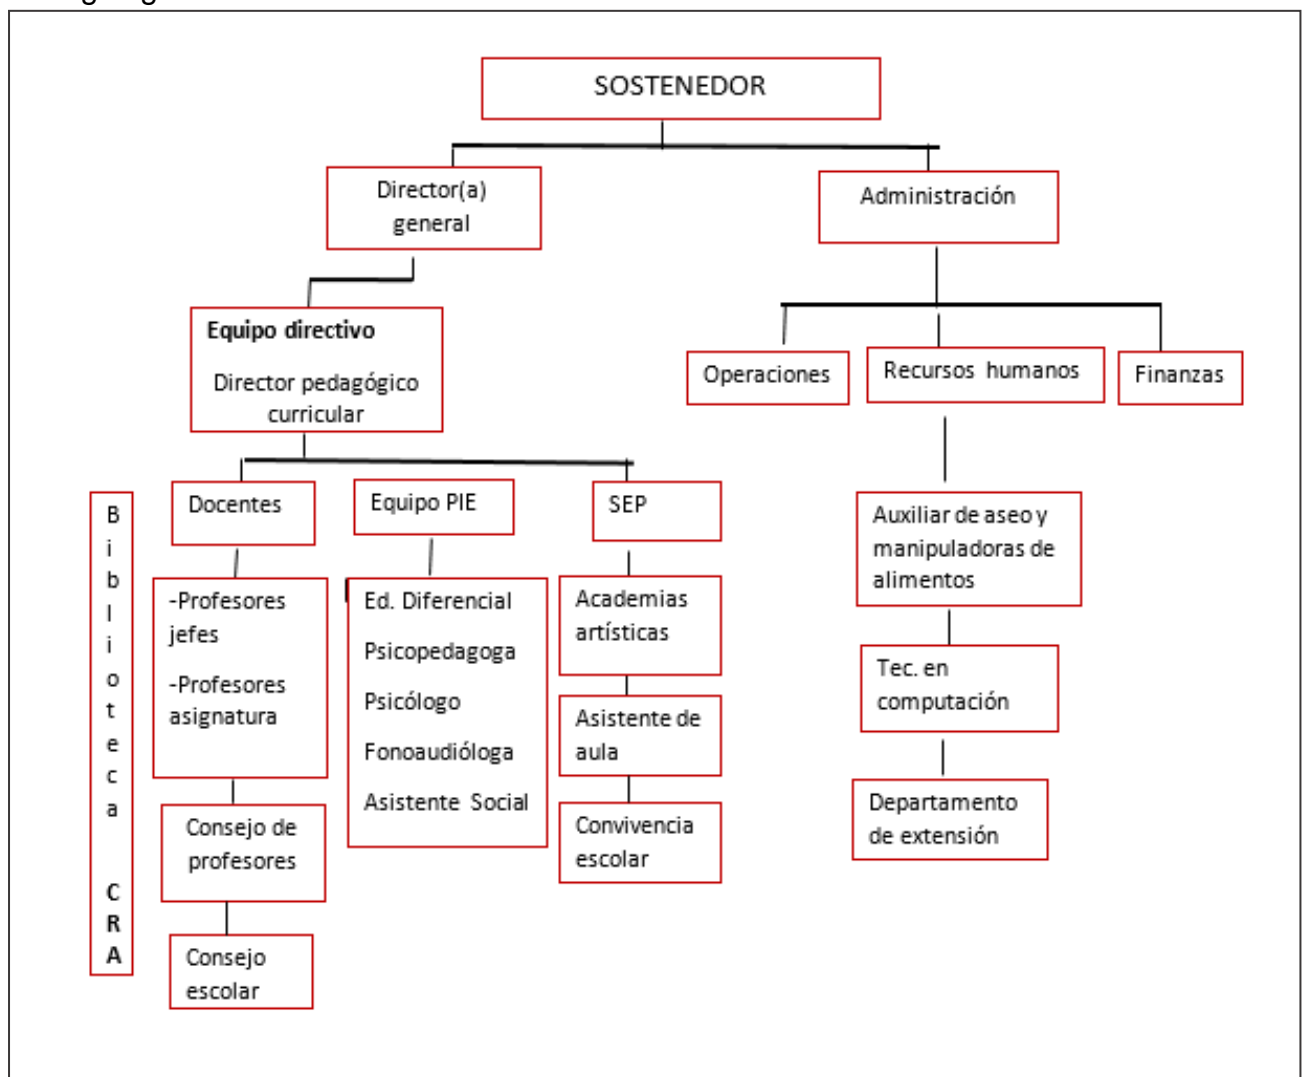 SOSTENEDOR
Director(a)
general
Administración
Equipo directivo
Director pedagógico
curricular
Operaciones
Recursos humanos
Finanzas
Biblioteca CRA
Docentes
Equipo PIE
SEP
-Profesores
jefes
-Profesores
asignatura
Ed. Diferencial
Psicopedagoga
Psicólogo
Fonoaudióloga
Asistente Social
Academias
artísticas
Asistente de
aula
Convivencia
escolar
Consejo de
profesores
Consejo
escolar
Auxiliar de aseo y
manipuladoras de
alimentos
Tec. en
computación
Departamento
de extensión